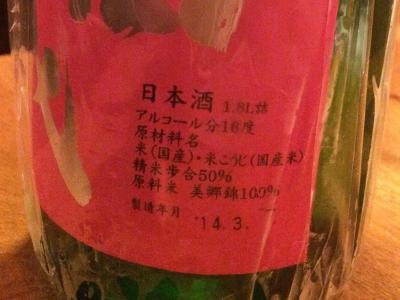 日本酒 1.8L詰
アルコール分16度
原材料名
米(国産)・米こうじ(国産米)
精米歩合50%
原料米 美郷錦100%
製造年月 '14.3.